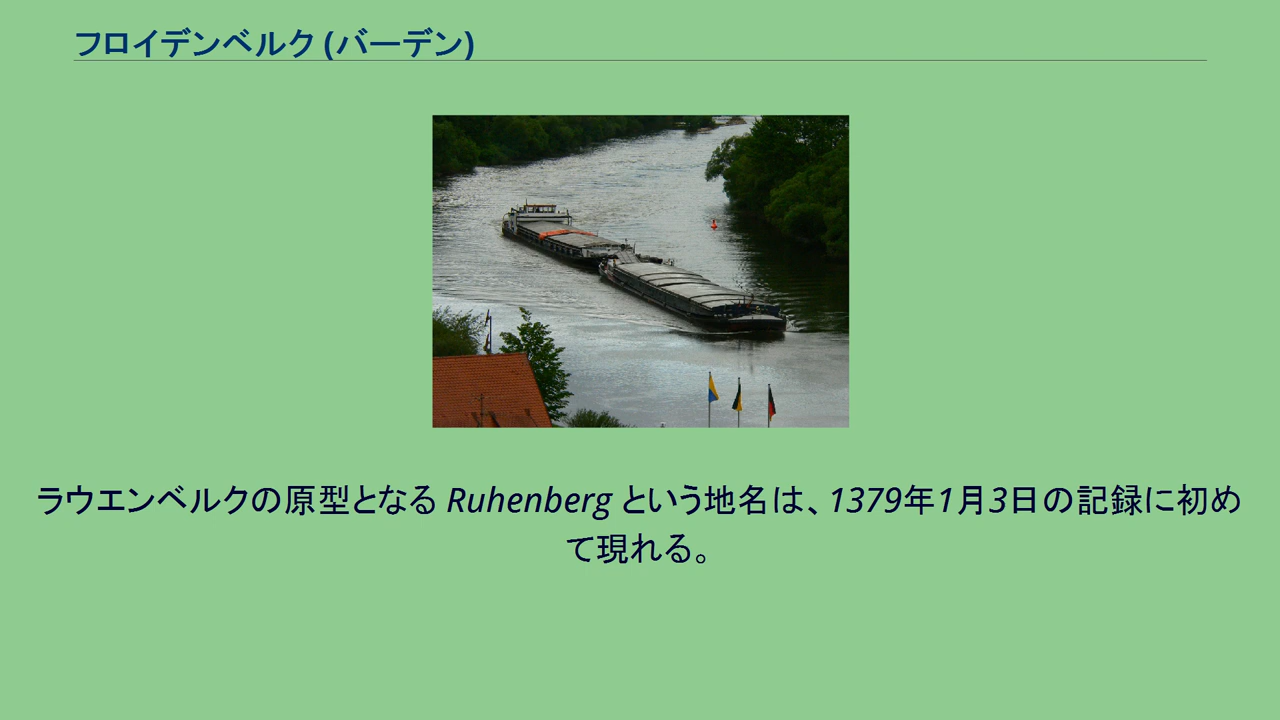 フロイデンベルク (バーデン)
ラウエンベルクの原型となる Ruhenberg という地名は、1379年1月3日の記録に初め
て現れる。